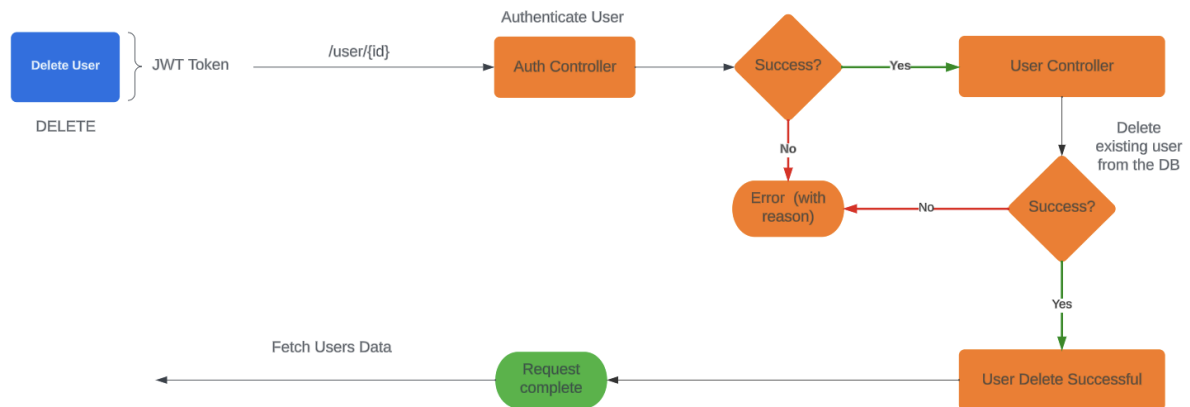 Authenticate User
Delete User
JWT Token
/user/{id}
Auth Controller
Success?
Yes
User Controller
DELETE
Delete
existing user
from the DB
No
Error (with
reason)
No
Success?
Yes
Fetch Users Data
Request
complete
User Delete Successful